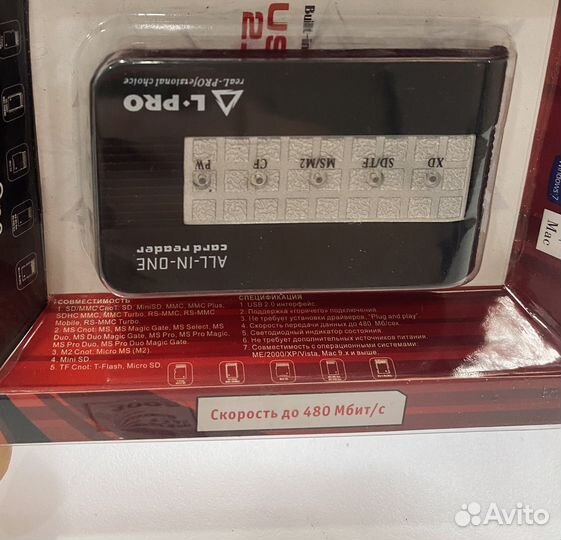 Built-in
US
2.
reaL-PROfessional choice
L·PRO
XD SD/TF MS/M2 CF PW
ALL-IN-ONE
card reader
Windows 7
Mac
СОВМЕСТИМОСТЬ
1. SD/MMC Слот: SD, MiniSD, MMC, MMC Plus,
SDHC MMC, MMC Turbo, RS-MMC, RS-MMC
Mobile, RS-MMC Turbo.
2. MS Слот: MS, MS Magic Gate, MS Select, MS
Duo, MS Duo Magic Gate, MS Pro, MS Magic,
MS Pro Duo, MS Pro Duo Magic Gate.
3. M2 Слот: Micro MS (M2).
4. Mini SD
5. TF Слот: T-Flash, Micro SD.
СПЕЦИФИКАЦИЯ
1. USB 2.0 интерфейс.
2. Поддержка «горячего» подключения.
3. Не требует установки драйверов, "Plug and play"
4. Скорость передачи данных до 480 Мб/сек.
5. Светодиодный индикатор состояния.
6. Не требует дополнительных источников питания.
7. Совместимость с операционными системами:
ME/2000/XP/Vista, Mac 9.x и выше.
Скорость до 480 Мбит/с
Avito